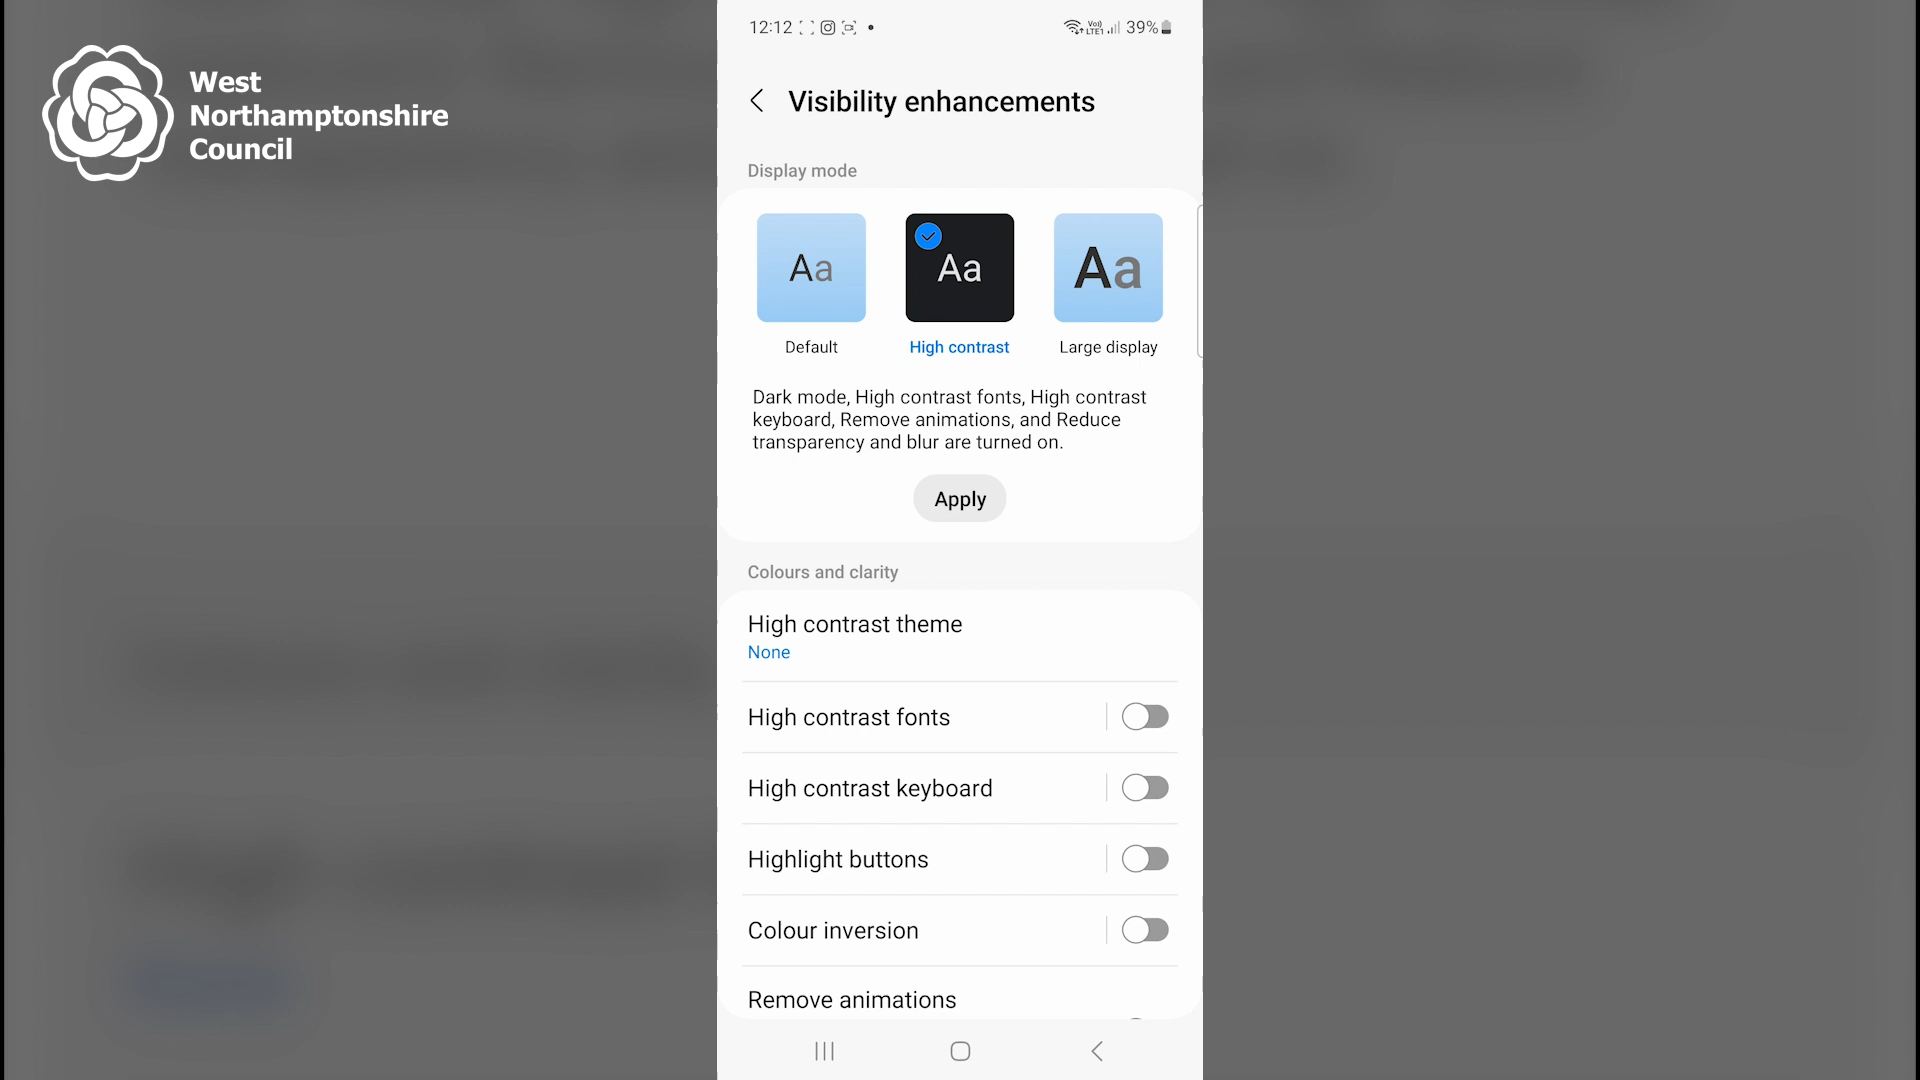 West
Northamptonshire
Council
12:12
Vo))
LTE1
39%
Visibility enhancements
Display mode
Aa
Aa
Aa
Default
High contrast
Large display
Dark mode, High contrast fonts, High contrast
keyboard, Remove animations, and Reduce
transparency and blur are turned on.
Apply
Colours and clarity
High contrast theme
None
High contrast fonts
High contrast keyboard
Highlight buttons
Colour inversion
Remove animations